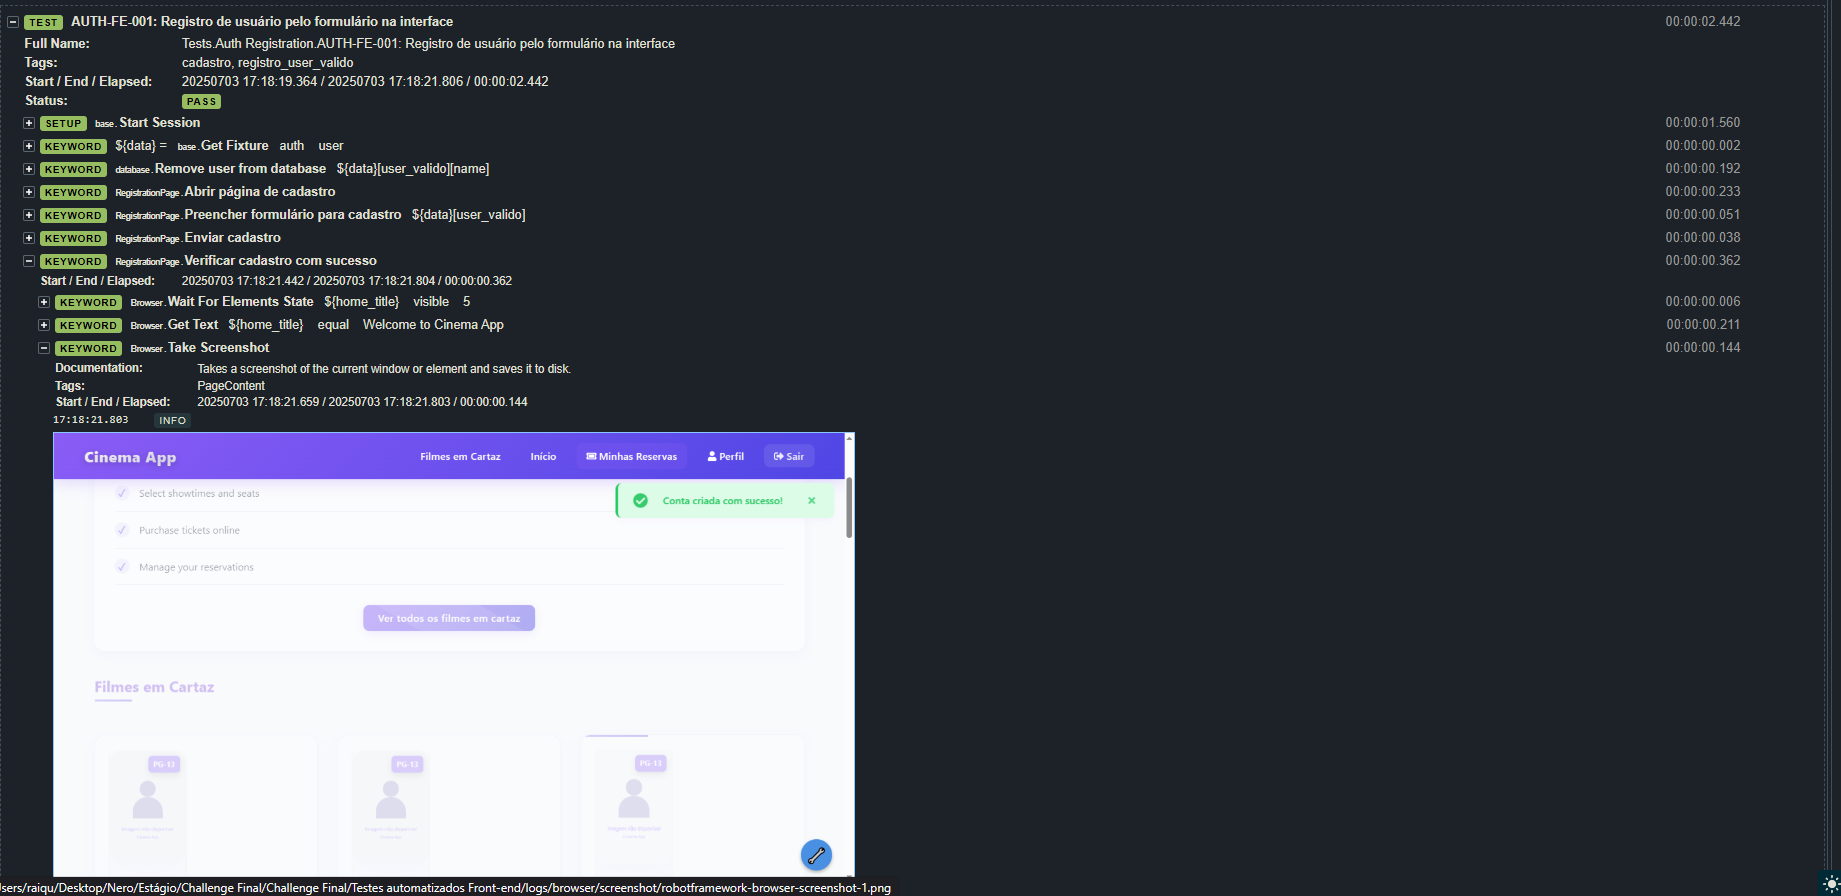 TEST AUTH-FE-001: Registro de usuário pelo formulário na interface 00:00:02.442
Full Name: Tests.Auth Registration.AUTH-FE-001: Registro de usuário pelo formulário na interface
Tags: cadastro, registro_user_valido
Start / End / Elapsed: 20250703 17:18:19.364 / 20250703 17:18:21.806 / 00:00:02.442
Status: PASS
SETUP base.Start Session 00:00:01.560
KEYWORD ${data} = base.Get Fixture auth user 00:00:00.002
KEYWORD database.Remove user from database ${data}[user_valido][name] 00:00:00.192
KEYWORD RegistrationPage.Abrir página de cadastro 00:00:00.233
KEYWORD RegistrationPage.Preencher formulário para cadastro ${data}[user_valido] 00:00:00.051
KEYWORD RegistrationPage.Enviar cadastro 00:00:00.038
KEYWORD RegistrationPage.Verificar cadastro com sucesso 00:00:00.362
Start / End / Elapsed: 20250703 17:18:21.442 / 20250703 17:18:21.804 / 00:00:00.362
KEYWORD Browser.Wait For Elements State ${home_title} visible 5 00:00:00.006
KEYWORD Browser.Get Text ${home_title} equal Welcome to Cinema App 00:00:00.211
KEYWORD Browser.Take Screenshot 00:00:00.144
Documentation: Takes a screenshot of the current window or element and saves it to disk.
Tags: PageContent
Start / End / Elapsed: 20250703 17:18:21.659 / 20250703 17:18:21.803 / 00:00:00.144
17:18:21.803 INFO
Cinema App Filmes em Cartaz Início Minhas Reservas Perfil Sair
Select showtimes and seats
Conta criada com sucesso!
Purchase tickets online
Manage your reservations
Ver todos os filmes em cartaz
Filmes em Cartaz
PG-13 PG-13 PG-13
sers/raiqu/Desktop/Nero/Estágio/Challenge Final/Challenge Final/Testes automatizados Front-end/logs/browser/screenshot/robotframework-browser-screenshot-1.png